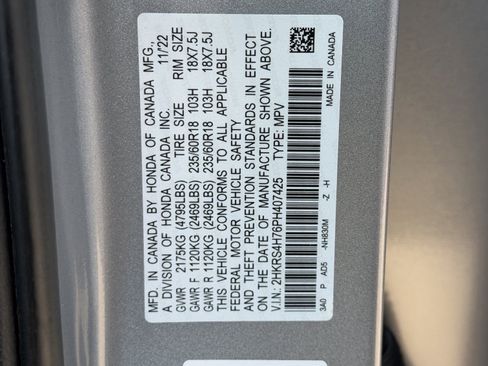 MFD. IN CANADA BY HONDA OF CANADA MFG.,
A DIVISION OF HONDA CANADA INC. 11/22
GVWR 2175KG (4795LBS) TIRE SIZE RIM SIZE
GAWR F 1120KG (2469LBS) 235/60R18 103H 18X7.5J
GAWR R 1120KG (2469LBS) 235/60R18 103H 18X7.5J
THIS VEHICLE CONFORMS TO ALL APPLICABLE
FEDERAL MOTOR VEHICLE SAFETY
AND THEFT PREVENTION STANDARDS IN EFFECT
ON THE DATE OF MANUFACTURE SHOWN ABOVE.
V.I.N.: 2HKRS4H76PH407425 TYPE: MPV
3A0 P AD5 -NH830M -Z -H
MADE IN CANADA